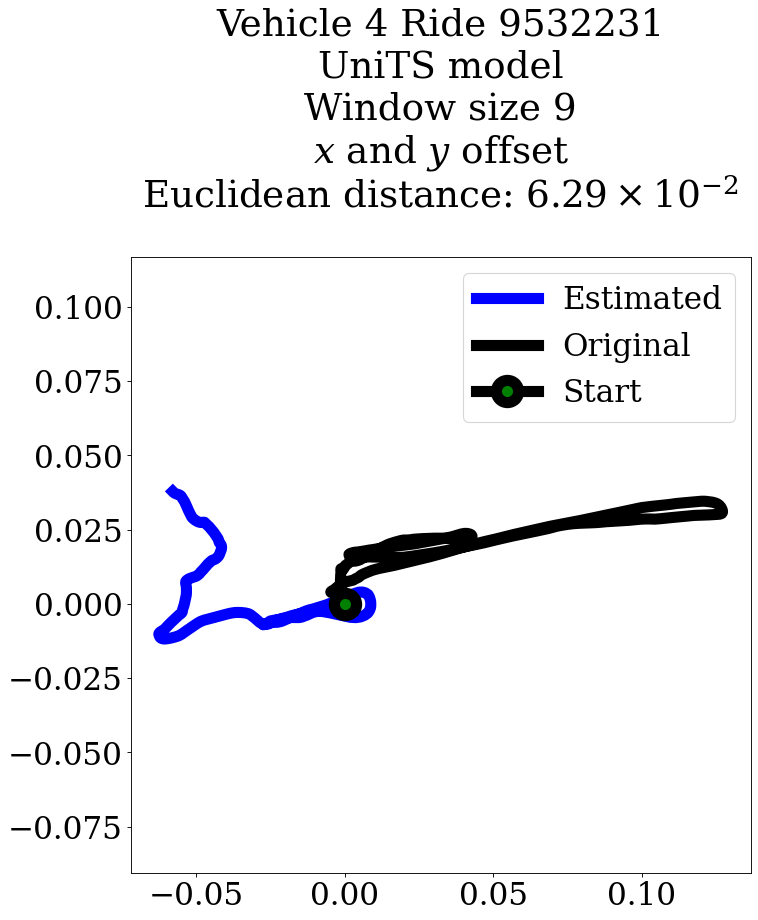 Vehicle 4 Ride 9532231
UniTS model
Window size 9
x and y offset
Euclidean distance: 6.29 × 10⁻²
Estimated
Original
Start
0.100
0.075
0.050
0.025
0.000
−0.025
−0.050
−0.075
−0.05 0.00 0.05 0.10